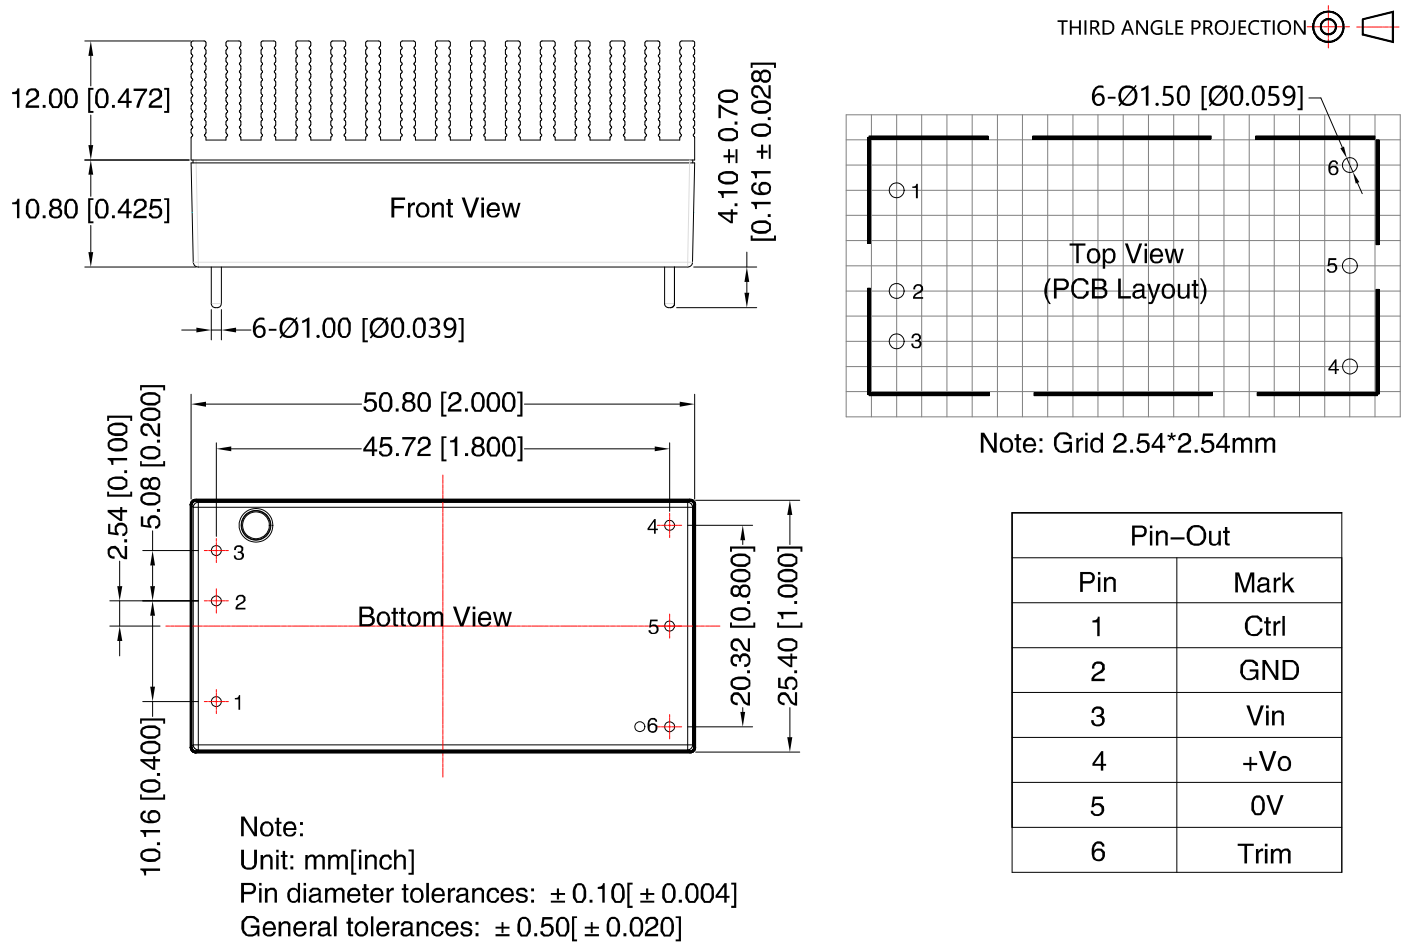 THIRD ANGLE PROJECTION
12.00 [0.472]
10.80 [0.425]
Front View
4.10 ± 0.70
[0.161 ± 0.028]
6-Ø1.00 [Ø0.039]
6-Ø1.50 [Ø0.059]
1
2
3
6
5
4
Top View
(PCB Layout)
Note: Grid 2.54*2.54mm
50.80 [2.000]
45.72 [1.800]
2.54 [0.100]
5.08 [0.200]
10.16 [0.400]
3
2
1
4
5
6
Bottom View
20.32 [0.800]
25.40 [1.000]
Pin–Out
Pin Mark
1 Ctrl
2 GND
3 Vin
4 +Vo
5 0V
6 Trim
Note:
Unit: mm[inch]
Pin diameter tolerances: ± 0.10[ ± 0.004]
General tolerances: ± 0.50[ ± 0.020]